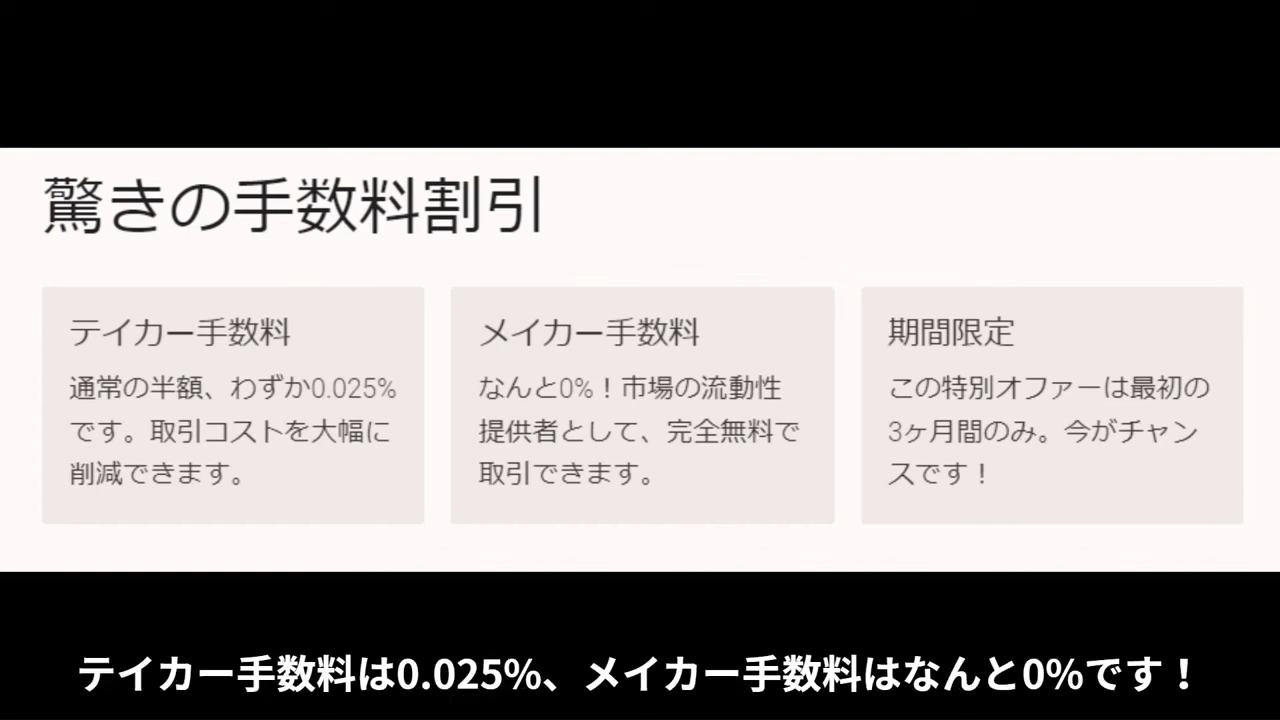 驚きの手数料割引
テイカー手数料
通常の半額、わずか0.025%
です。取引コストを大幅に
削減できます。
メイカー手数料
なんと0%！市場の流動性
提供者として、完全無料で
取引できます。
期間限定
この特別オファーは最初の
3ヶ月間のみ。今がチャン
スです！
テイカー手数料は0.025%、メイカー手数料はなんと0%です！